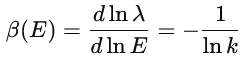 β(E) = d ln λ / d ln E = − 1 / ln k